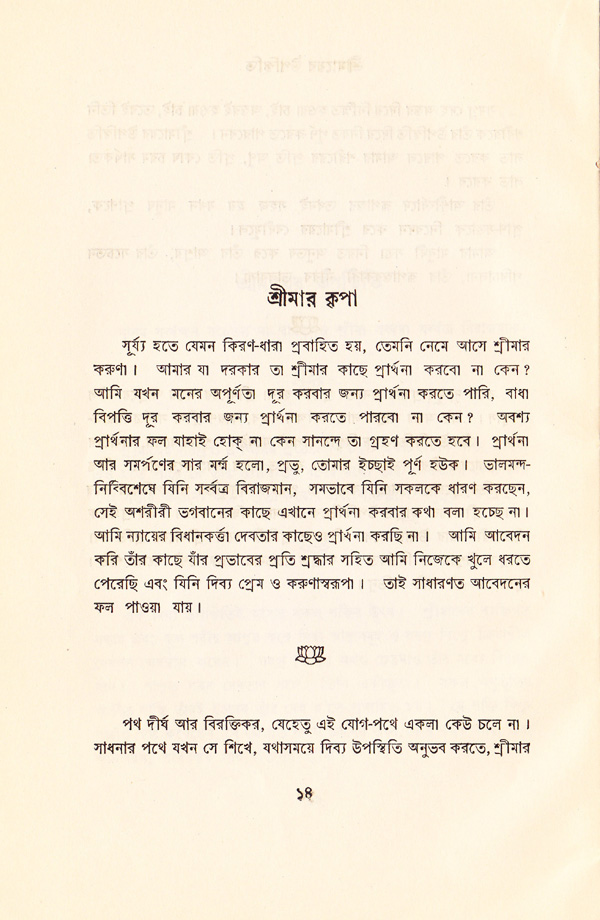 শ্রীমার কৃপা
সূর্য্য হতে যেমন কিরণ-ধারা প্রবাহিত হয়, তেমনি নেমে আসে শ্রীমার
করুণা। আমার যা দরকার তা শ্রীমার কাছে প্রার্থনা করবো না কেন?
আমি যখন মনের অপূর্ণতা দূর করবার জন্য প্রার্থনা করতে পারি, বাধা
বিপত্তি দূর করবার জন্য প্রার্থনা করতে পারবো না কেন? অবশ্য
প্রার্থনার ফল যাহাই হোক্ না কেন সানন্দে তা গ্রহণ করতে হবে। প্রার্থনা
আর সমর্পণের সার মর্ম্ম হলো, প্রভু, তোমার ইচ্ছাই পূর্ণ হউক। ভালমন্দ-
নির্ব্বিশেষে যিনি সর্ব্বত্র বিরাজমান, সমভাবে যিনি সকলকে ধারণ করছেন,
সেই অশরীরী ভগবানের কাছে এখানে প্রার্থনা করবার কথা বলা হচ্ছে না।
আমি ন্যায়ের বিধানকর্ত্তা দেবতার কাছেও প্রার্থনা করছি না। আমি আবেদন
করি তাঁর কাছে যাঁর প্রভাবের প্রতি শ্রদ্ধার সহিত আমি নিজেকে খুলে ধরতে
পেরেছি এবং যিনি দিব্য প্রেম ও করুণাস্বরূপা। তাই সাধারণত আবেদনের
ফল পাওয়া যায়।
পথ দীর্ঘ আর বিরক্তিকর, যেহেতু এই যোগ-পথে একলা কেউ চলে না।
সাধনার পথে যখন সে শিখে, যথাসময়ে দিব্য উপস্থিতি অনুভব করতে, শ্রীমার
১৪